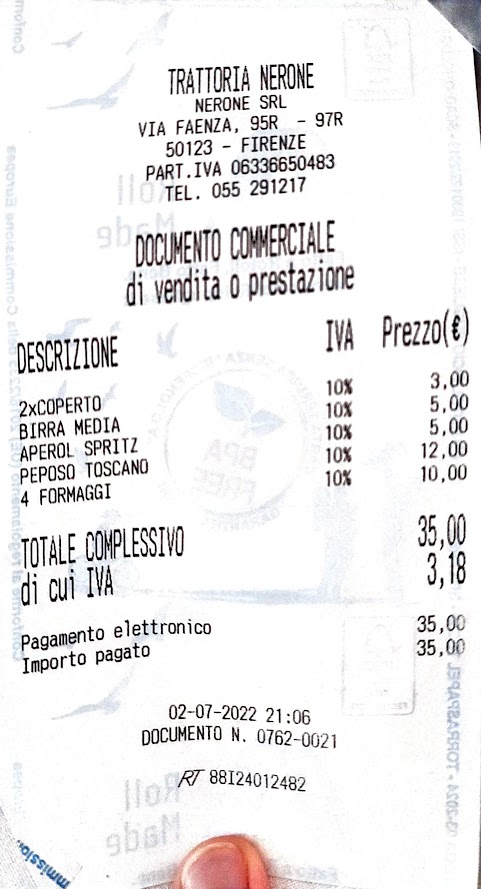 TRATTORIA NERONE
NERONE SRL
VIA FAENZA, 95R - 97R
50123 - FIRENZE
PART.IVA 06336650483
TEL. 055 291217
DOCUMENTO COMMERCIALE
di vendita o prestazione
DESCRIZIONE IVA Prezzo(€)
2xCOPERTO 10% 3,00
BIRRA MEDIA 10% 5,00
APEROL SPRITZ 10% 5,00
PEPOSO TOSCANO 10% 12,00
4 FORMAGGI 10% 10,00
TOTALE COMPLESSIVO 35,00
di cui IVA 3,18
Pagamento elettronico 35,00
Importo pagato 35,00
02-07-2022 21:06
DOCUMENTO N. 0762-0021
RT 88I24012482